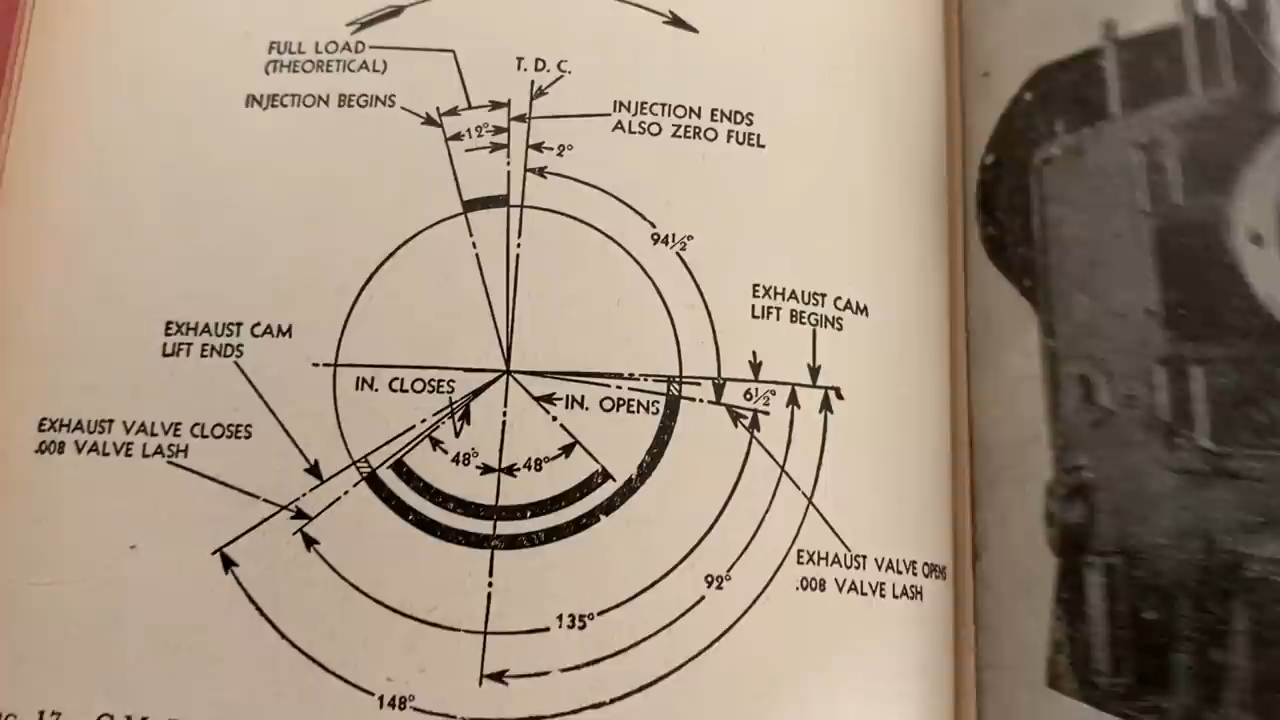 FULL LOAD
(THEORETICAL)
T. D. C.
INJECTION BEGINS
INJECTION ENDS
ALSO ZERO FUEL
12°
2°
94½°
EXHAUST CAM
LIFT BEGINS
EXHAUST CAM
LIFT ENDS
IN. CLOSES
IN. OPENS
6½°
EXHAUST VALVE CLOSES
.008 VALVE LASH
48°
48°
EXHAUST VALVE OPENS
.008 VALVE LASH
92°
135°
148°